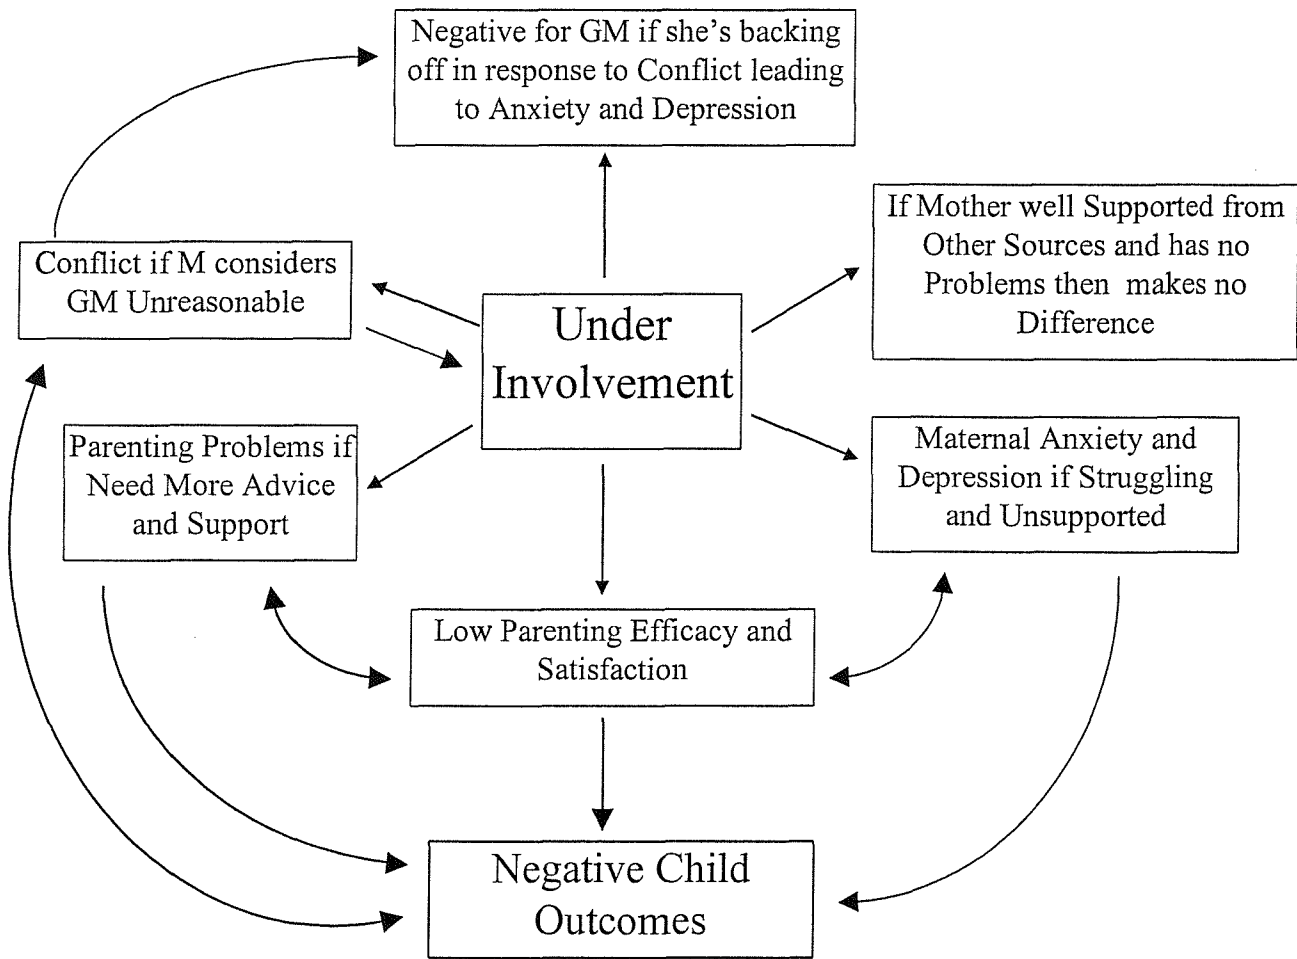 Negative for GM if she's backing
off in response to Conflict leading
to Anxiety and Depression
If Mother well Supported from
Other Sources and has no
Problems then makes no
Difference
Conflict if M considers
GM Unreasonable
Under
Involvement
Parenting Problems if
Need More Advice
and Support
Maternal Anxiety and
Depression if Struggling
and Unsupported
Low Parenting Efficacy and
Satisfaction
Negative Child
Outcomes